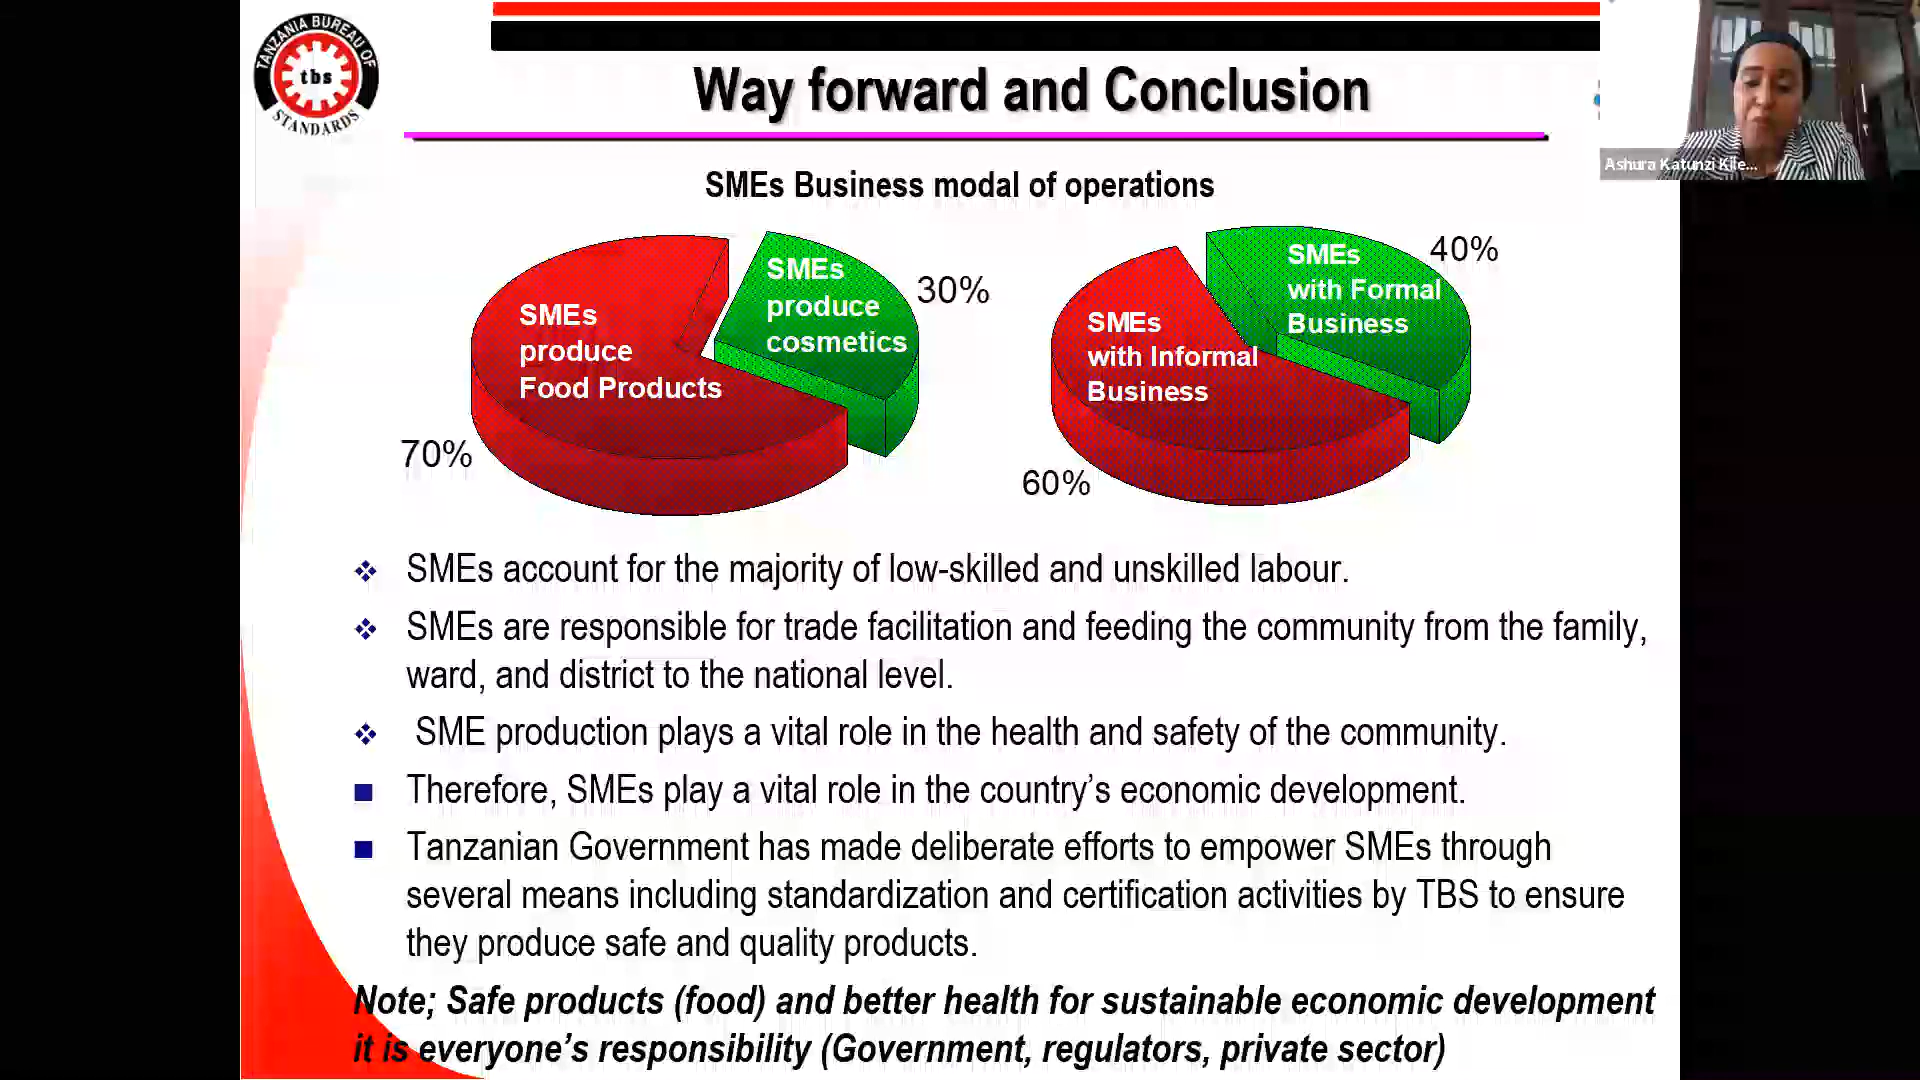 TANZANIA BUREAU OF
tbs
STANDARDS
Way forward and Conclusion
Ashura Katunzi Kile...
SMEs Business modal of operations
SMEs
produce
Food Products
70%
SMEs
produce
cosmetics
30%
SMEs
with Informal
Business
60%
SMEs
with Formal
Business
40%
❖ SMEs account for the majority of low-skilled and unskilled labour.
❖ SMEs are responsible for trade facilitation and feeding the community from the family,
ward, and district to the national level.
❖ SME production plays a vital role in the health and safety of the community.
■ Therefore, SMEs play a vital role in the country’s economic development.
■ Tanzanian Government has made deliberate efforts to empower SMEs through
several means including standardization and certification activities by TBS to ensure
they produce safe and quality products.
Note; Safe products (food) and better health for sustainable economic development
it is everyone’s responsibility (Government, regulators, private sector)